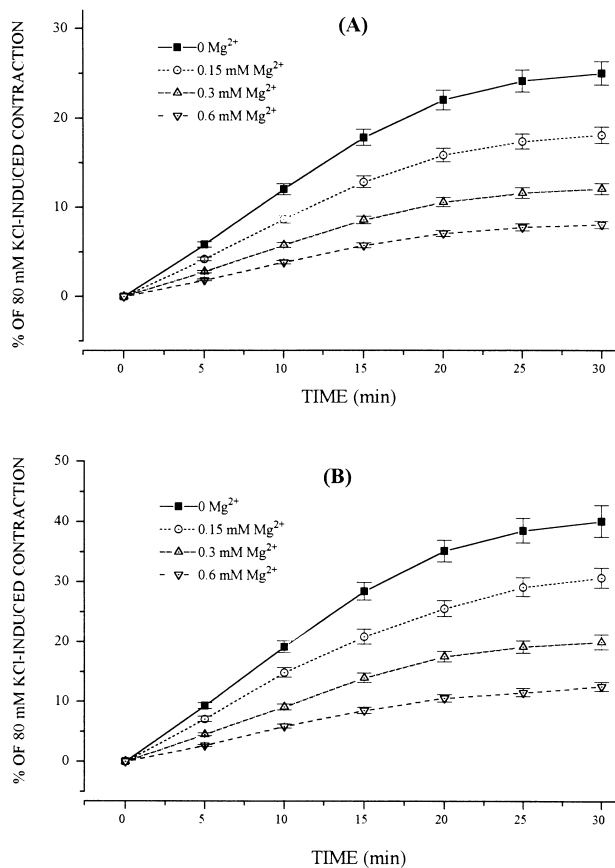 (A)
% OF 80 mM KCl-INDUCED CONTRACTION
30
20
10
0
0 Mg²⁺
0.15 mM Mg²⁺
0.3 mM Mg²⁺
0.6 mM Mg²⁺
0 5 10 15 20 25 30
TIME (min)
(B)
% OF 80 mM KCl-INDUCED CONTRACTION
50
40
30
20
10
0
0 Mg²⁺
0.15 mM Mg²⁺
0.3 mM Mg²⁺
0.6 mM Mg²⁺
0 5 10 15 20 25 30
TIME (min)